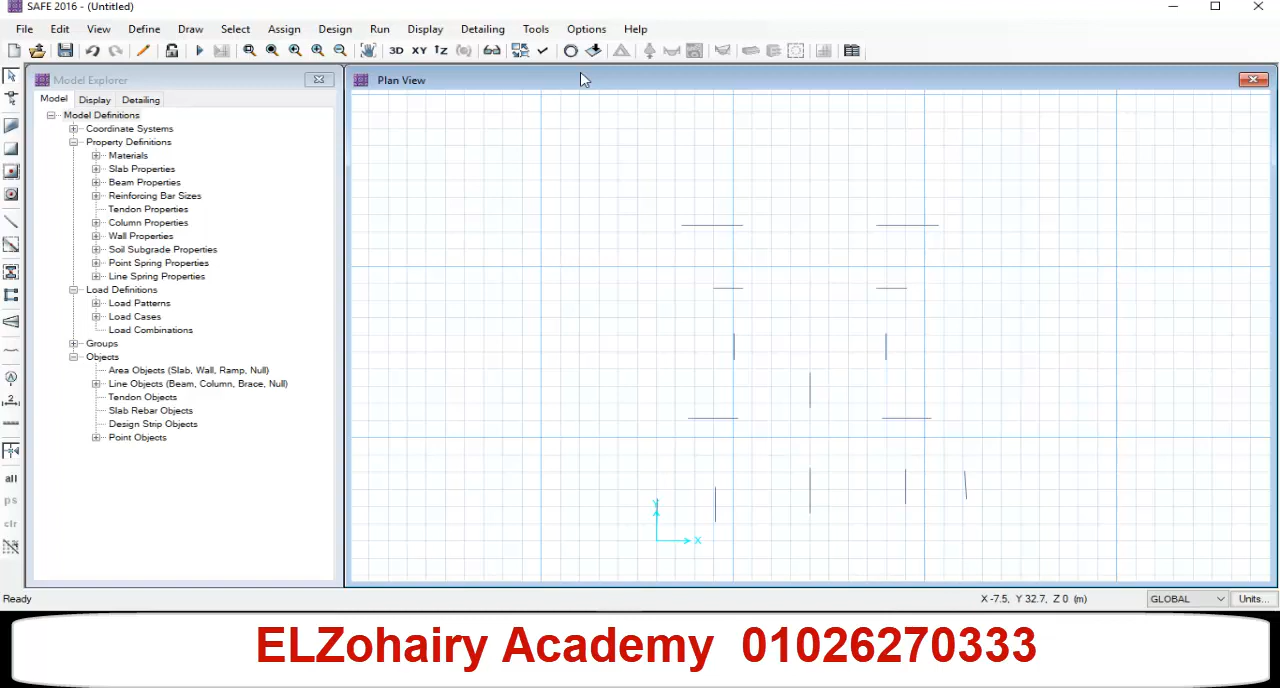 SAFE 2016 - (Untitled)
File Edit View Define Draw Select Assign Design Run Display Detailing Tools Options Help
3D XY
Model Explorer
Model Display Detailing
Model Definitions
Coordinate Systems
Property Definitions
Materials
Slab Properties
Beam Properties
Reinforcing Bar Sizes
Tendon Properties
Column Properties
Wall Properties
Soil Subgrade Properties
Point Spring Properties
Line Spring Properties
Load Definitions
Load Patterns
Load Cases
Load Combinations
Groups
Objects
Area Objects (Slab, Wall, Ramp, Null)
Line Objects (Beam, Column, Brace, Null)
Tendon Objects
Slab Rebar Objects
Design Strip Objects
Point Objects
all
ps
clr
Plan View
Y
X
Ready
X -7.5, Y 32.7, Z 0 (m)
GLOBAL
Units...
ELZohairy Academy 01026270333